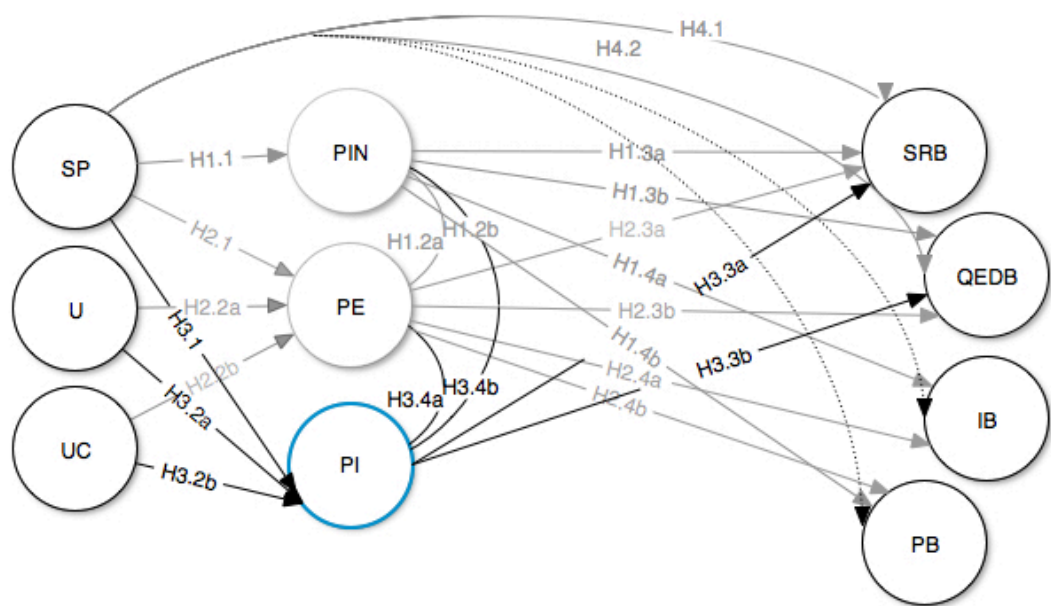 H4.1
H4.2
SP
H1.1
PIN
H1.3a
SRB
H1.3b
H2.1
H1.2a
H1.2b
H2.3a
H1.4a
H3.3a
QEDB
U
H2.2a
PE
H2.3b
H3.1
H1.4b
H3.3b
H2.2b
H2.4a
H3.4a
H3.4b
H2.4b
H3.2a
IB
UC
H3.2b
PI
PB